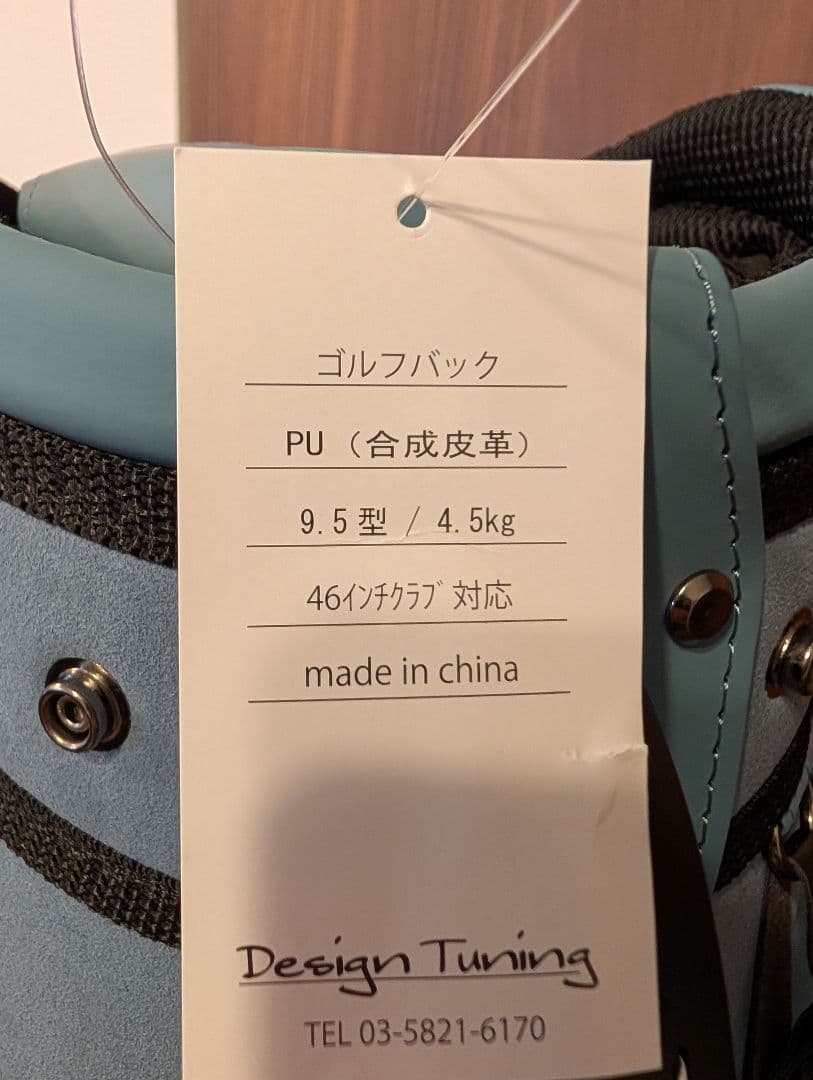 ゴルフバック
PU（合成皮革）
9.5型 / 4.5kg
46ｲﾝﾁｸﾗﾌﾞ対応
made in china
Design Tuning
TEL 03-5821-6170